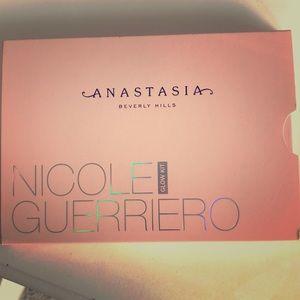 ANASTASIA
BEVERLY HILLS
NICOLE
GLOW KIT
GUERRIERO